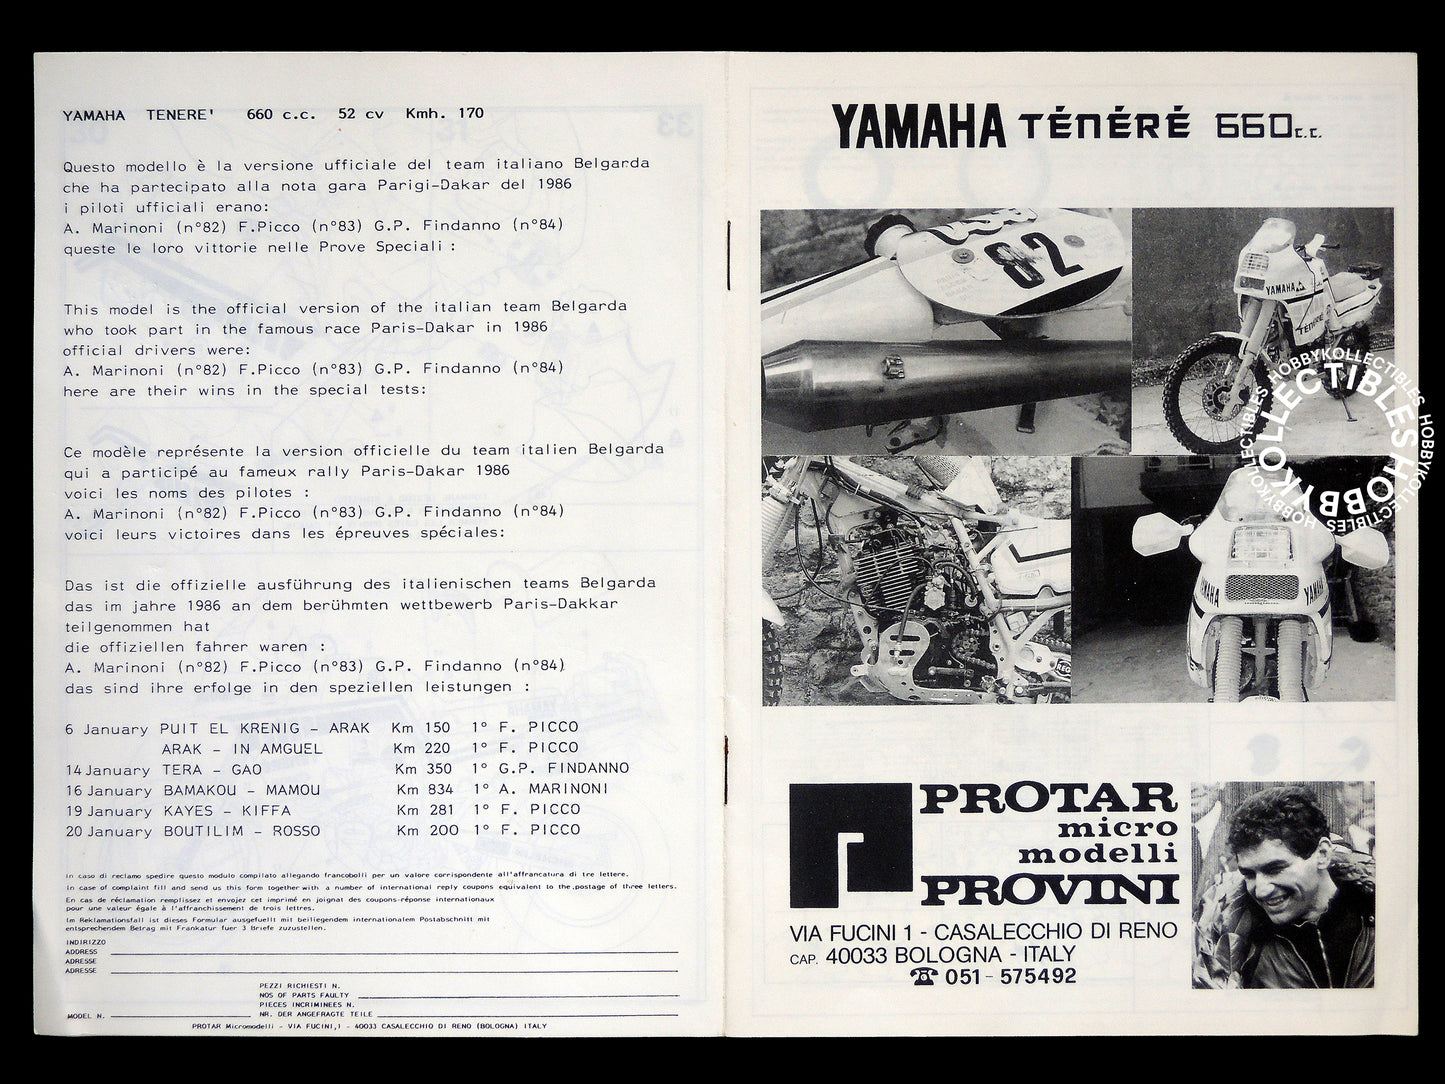 YAMAHA TENERE' 660 c.c. 52 cv Kmh. 170
Questo modello è la versione ufficiale del team italiano Belgarda
che ha partecipato alla nota gara Parigi-Dakar del 1986
i piloti ufficiali erano:
A. Marinoni (n°82) F.Picco (n°83) G.P. Findanno (n°84)
queste le loro vittorie nelle Prove Speciali :
This model is the official version of the italian team Belgarda
who took part in the famous race Paris-Dakar in 1986
official drivers were:
A. Marinoni (n°82) F.Picco (n°83) G.P. Findanno (n°84)
here are their wins in the special tests:
Ce modèle représente la version officielle du team italien Belgarda
qui a participé au fameux rally Paris-Dakar 1986
voici les noms des pilotes :
A. Marinoni (n°82) F.Picco (n°83) G.P. Findanno (n°84)
voici leurs victoires dans les épreuves spéciales:
Das ist die offizielle ausführung des italienischen teams Belgarda
das im jahre 1986 an dem berühmten wettbewerb Paris-Dakkar
teilgenommen hat
die offiziellen fahrer waren :
A. Marinoni (n°82) F.Picco (n°83) G.P. Findanno (n°84)
das sind ihre erfolge in den speziellen leistungen :
6 January PUIT EL KRENIG - ARAK Km 150 1° F. PICCO
ARAK - IN AMGUEL Km 220 1° F. PICCO
14 January TERA - GAO Km 350 1° G.P. FINDANNO
16 January BAMAKOU - MAMOU Km 834 1° A. MARINONI
19 January KAYES - KIFFA Km 281 1° F. PICCO
20 January BOUTILIM - ROSSO Km 200 1° F. PICCO
In caso di reclamo spedire questo modulo compilato allegando francobolli per un valore corrispondente all'affrancatura di tre lettere.
In case of complaint fill and send us this form together with a number of international reply coupons equivalent to the postage of three letters.
En cas de réclamation remplissez et envojez cet imprimé en joignat des coupons-réponse internationaux
pour une valeur égale à l'affranchissement de trois lettres.
Im Reklamationsfall ist dieses Formular ausgefuellt mit beiliegendem internationalem Postabschnitt mit
entsprechendem Betrag mit Frankatur fuer 3 Briefe zuzustellen.
INDIRIZZO
ADDRESS
ADRESSE
ADRESSE
PEZZI RICHIESTI N.
NOS OF PARTS FAULTY
PIECES INCRIMINEES N.
MODEL N. NR. DER ANGEFRAGTE TEILE
PROTAR Micromodelli - VIA FUCINI,1 - 40033 CASALECCHIO DI RENO (BOLOGNA) ITALY
YAMAHA TÉNÉRÉ 660c.c.
82
YAMAHA
TÉNÉRÉ
YAMAHA
YAMAHA
HOBBYKOLLECTIBLES HOBBYKOLLECTIBLES HOBBYKOLLECTIBLES
HOBBYKOLLECTIBLES
PROTAR
micro
modelli
PROVINI
VIA FUCINI 1 - CASALECCHIO DI RENO
CAP. 40033 BOLOGNA - ITALY
☎ 051 - 575492